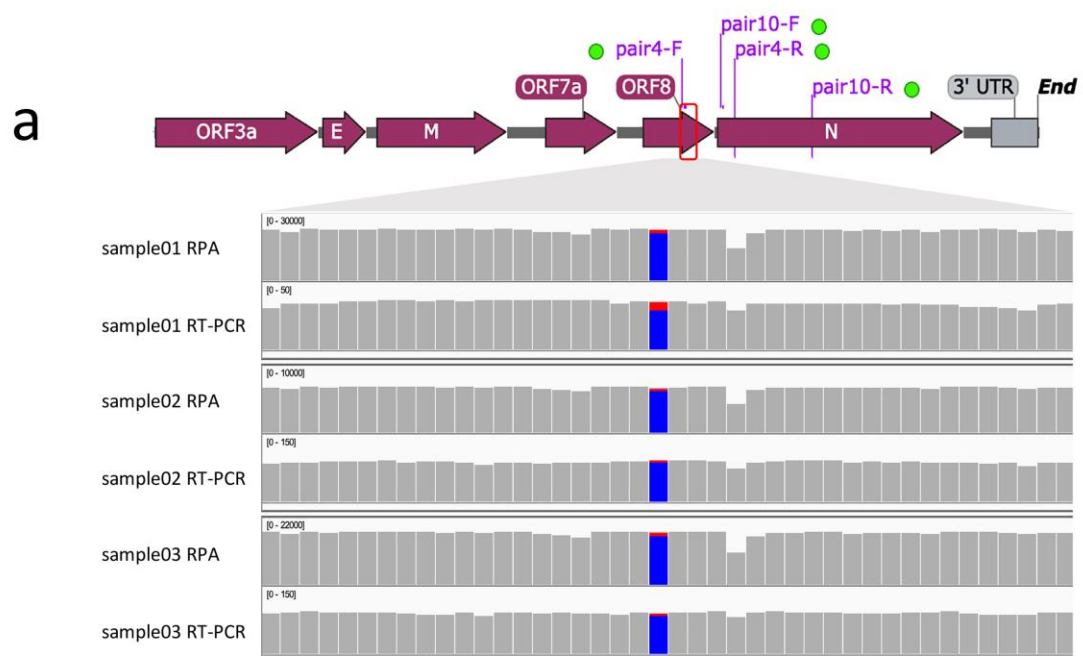 a
pair10-F
pair4-F
pair4-R
pair10-R
ORF7a
ORF8
3' UTR
End
ORF3a
E
M
N
[0 - 30000]
sample01 RPA
[0 - 50]
sample01 RT-PCR
[0 - 10000]
sample02 RPA
[0 - 150]
sample02 RT-PCR
[0 - 22000]
sample03 RPA
[0 - 150]
sample03 RT-PCR